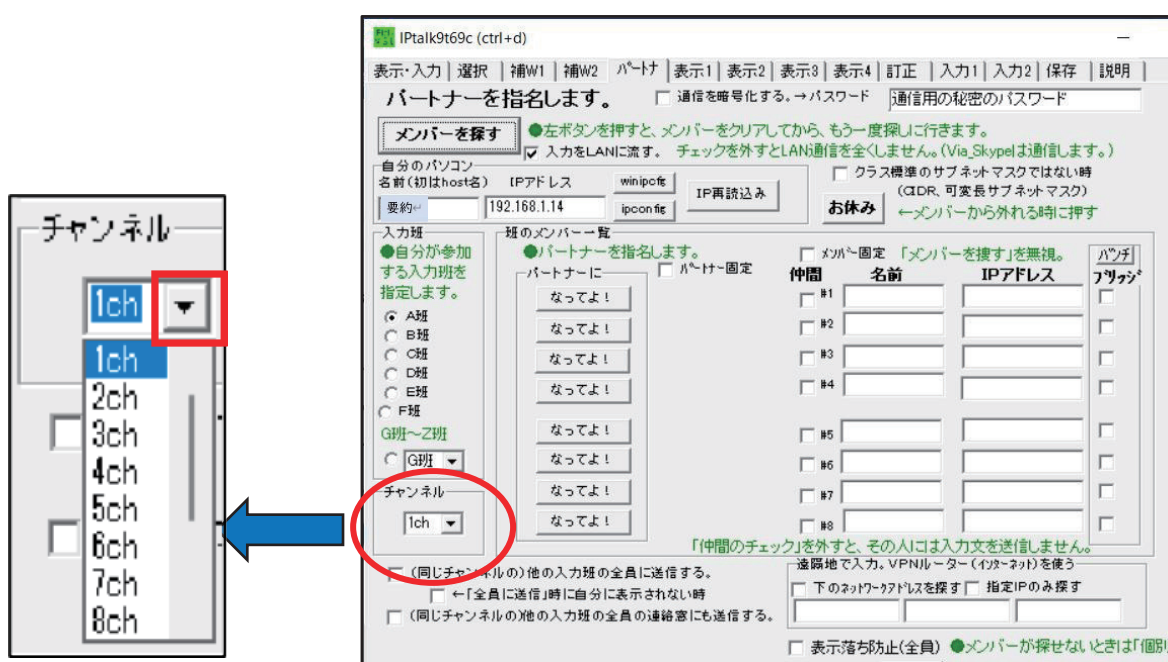 チャンネル
1ch
1ch
2ch
3ch
4ch
5ch
6ch
7ch
8ch
IPtalk9t69c (ctrl+d)
表示・入力 選択 補W1 補W2 パートナ 表示1 表示2 表示3 表示4 訂正 入力1 入力2 保存 説明
パートナーを指名します。 通信を暗号化する。→パスワード 通信用の秘密のパスワード
メンバーを探す ●左ボタンを押すと、メンバーをクリアしてから、もう一度探しに行きます。
入力をLANに流す。 チェックを外すとLAN通信を全くしません。(Via_Skypeは通信します。)
自分のパソコン
名前(初はhost名) IPアドレス winipcfg IP再読込み クラス標準のサブネットマスクではない時
(CIDR、可変長サブネットマスク)
要約 192.168.1.14 ipconfig お休み ←メンバーから外れる時に押す
入力班 班のメンバー一覧
●自分が参加する入力班を指定します。
●パートナーを指名します。 メンバー固定 「メンバーを捜す」を無視。 パンチ
パートナーに パートナー固定 仲間 名前 IPアドレス ブリッジ
なってよ! #1
A班 なってよ! #2
B班
C班 なってよ! #3
D班
E班 なってよ! #4
F班
G班~Z班 なってよ! #5
G班 なってよ! #6
チャンネル なってよ! #7
1ch なってよ! #8
「仲間のチェック」を外すと、その人には入力文を送信しません。
(同じチャンネルの)他の入力班の全員に送信する。
←「全員に送信」時に自分に表示されない時
(同じチャンネルの)他の入力班の全員の連絡窓にも送信する。
遠隔地で入力。VPNルーター(インターネット)を使う
下のネットワークアドレスを探す 指定IPのみ探す
表示落ち防止(全員) ●メンバーが探せないときは「個別